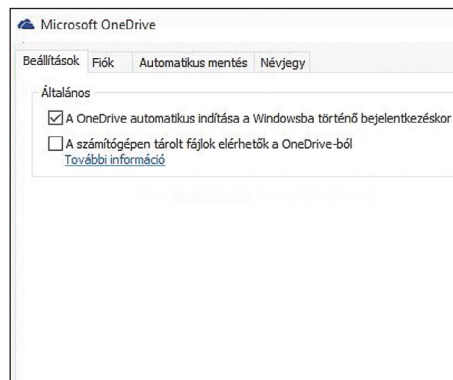 Microsoft OneDrive
Beállítások Fiók Automatikus mentés Névjegy
Általános
A OneDrive automatikus indítása a Windowsba történő bejelentkezéskor
A számítógépen tárolt fájlok elérhetők a OneDrive-ból
További információ